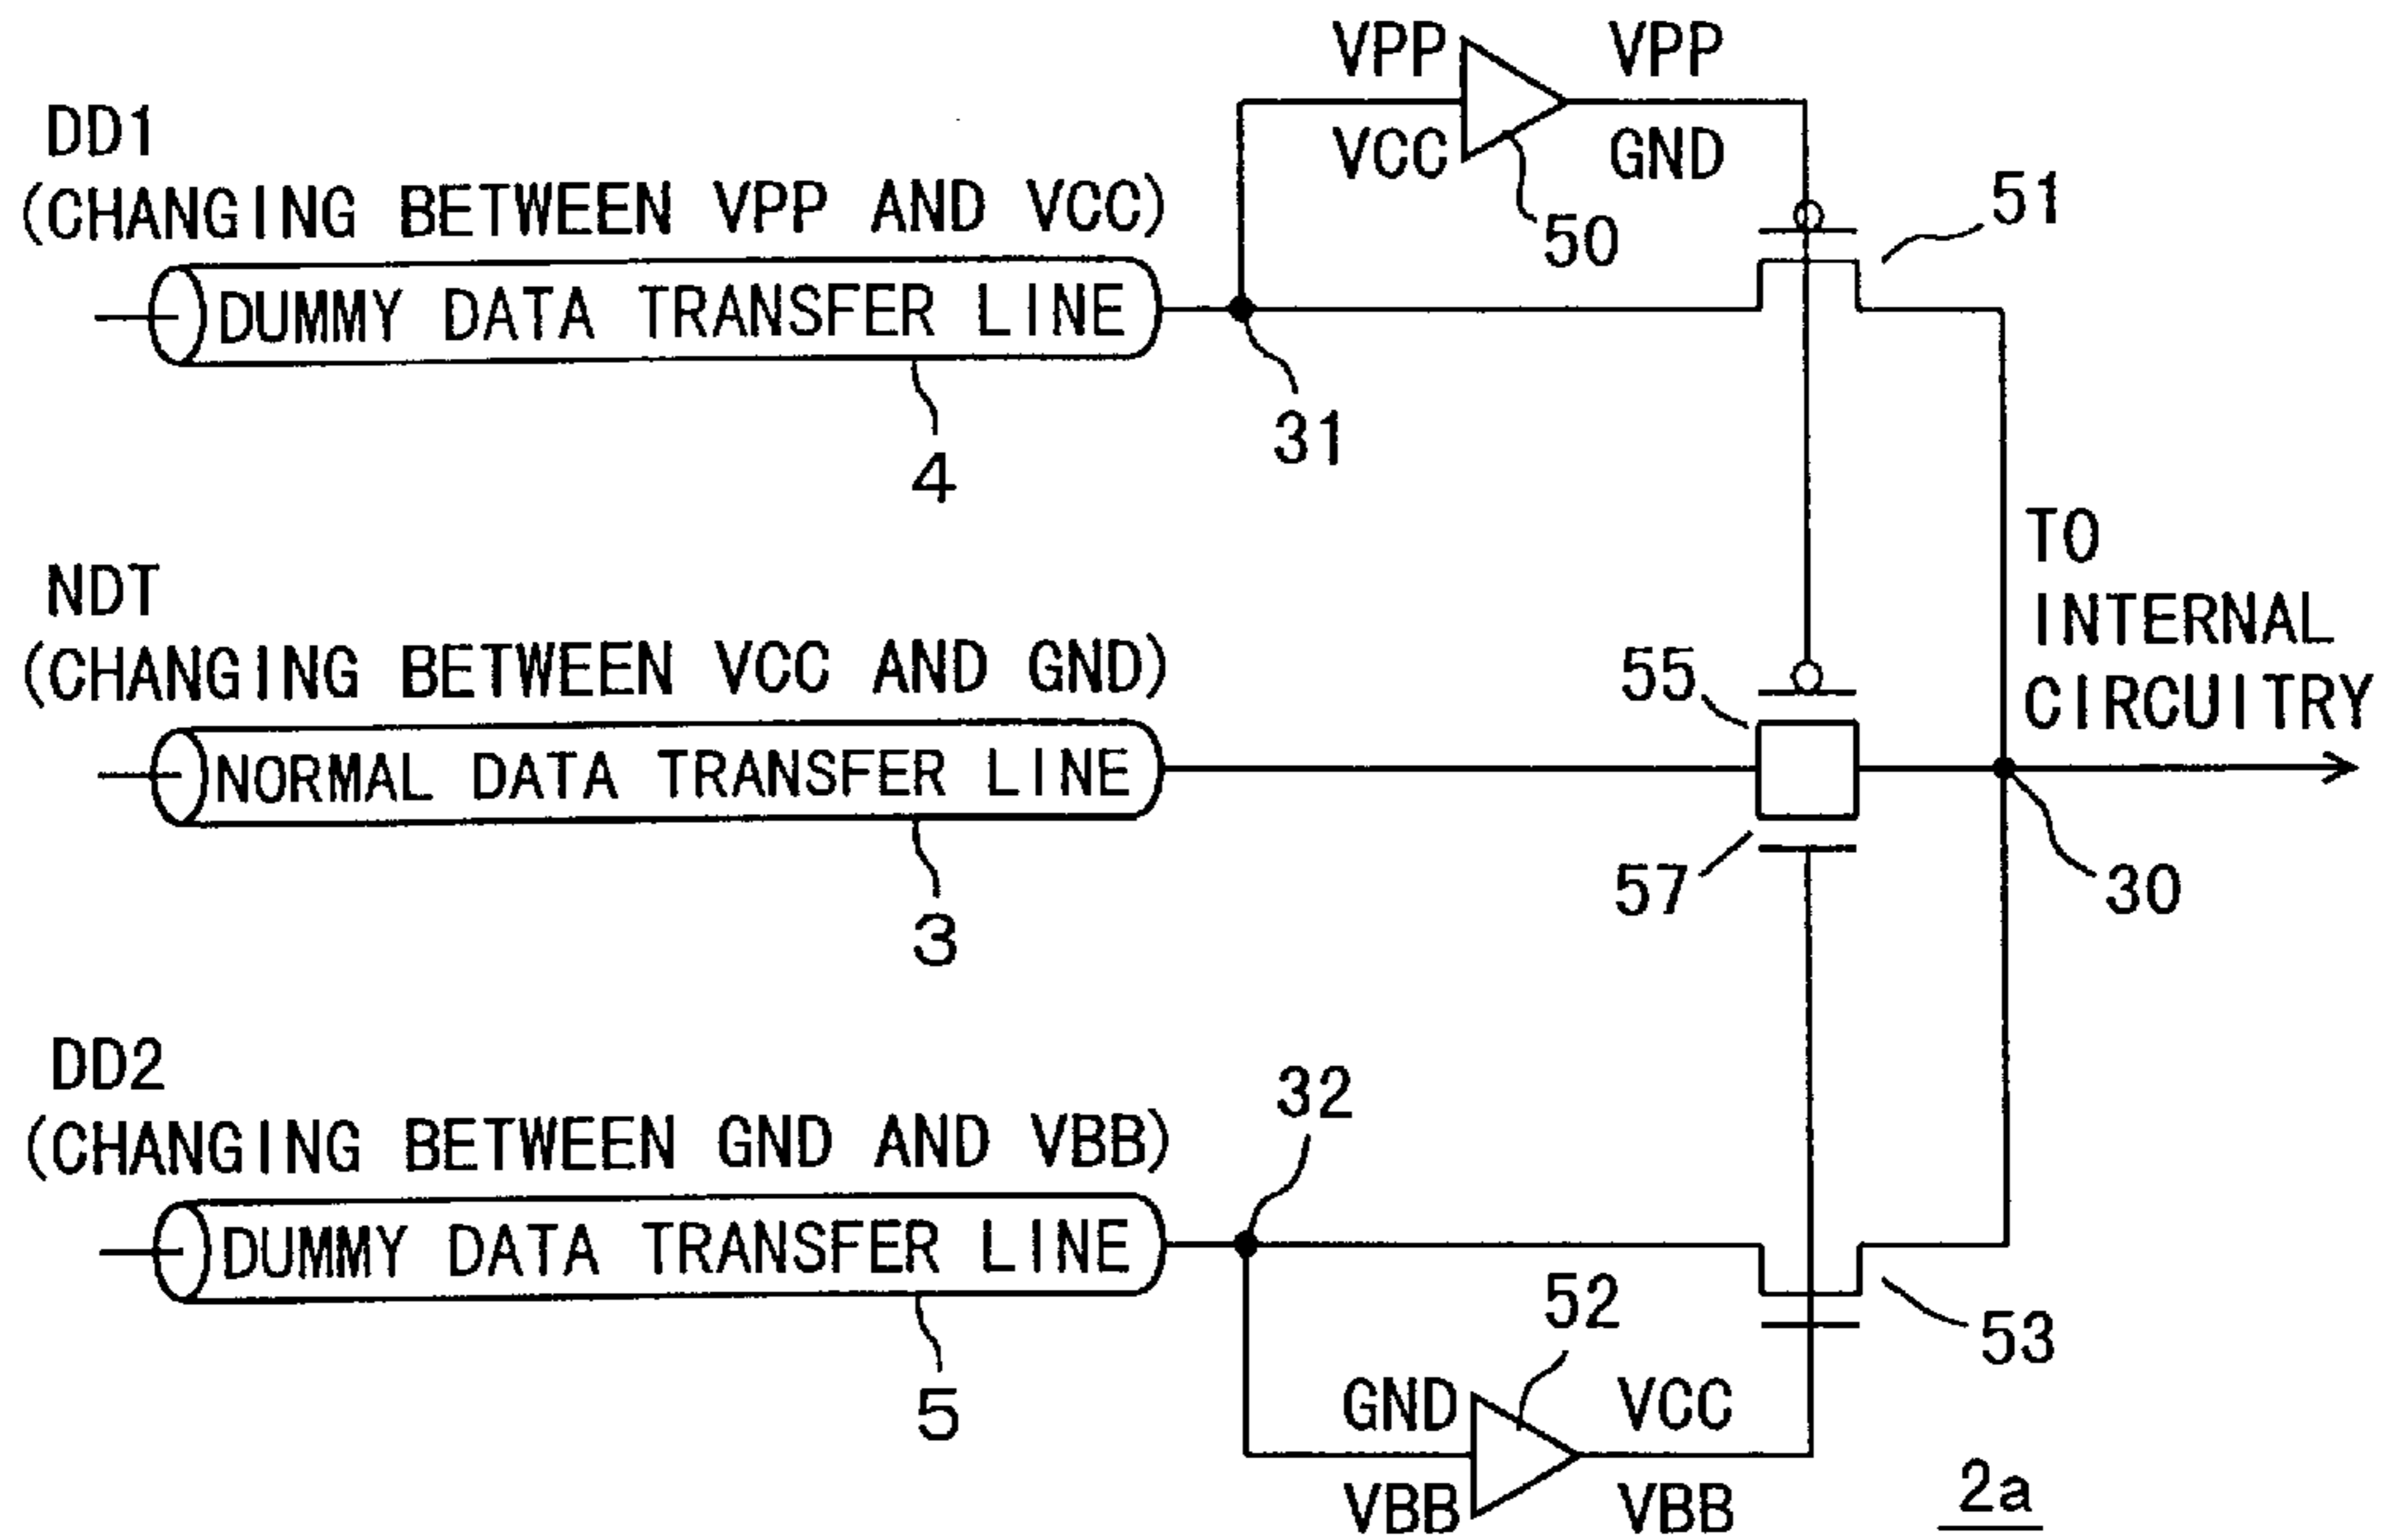 VPP VPP
DD1
VCC GND
50
51
(CHANGING BETWEEN VPP AND VCC)
DUMMY DATA TRANSFER LINE
31
4
TO
INTERNAL
CIRCUITRY
NDT
(CHANGING BETWEEN VCC AND GND)
55
NORMAL DATA TRANSFER LINE
57
30
3
DD2
32
(CHANGING BETWEEN GND AND VBB)
DUMMY DATA TRANSFER LINE
52
53
5
GND VCC
VBB VBB
2a